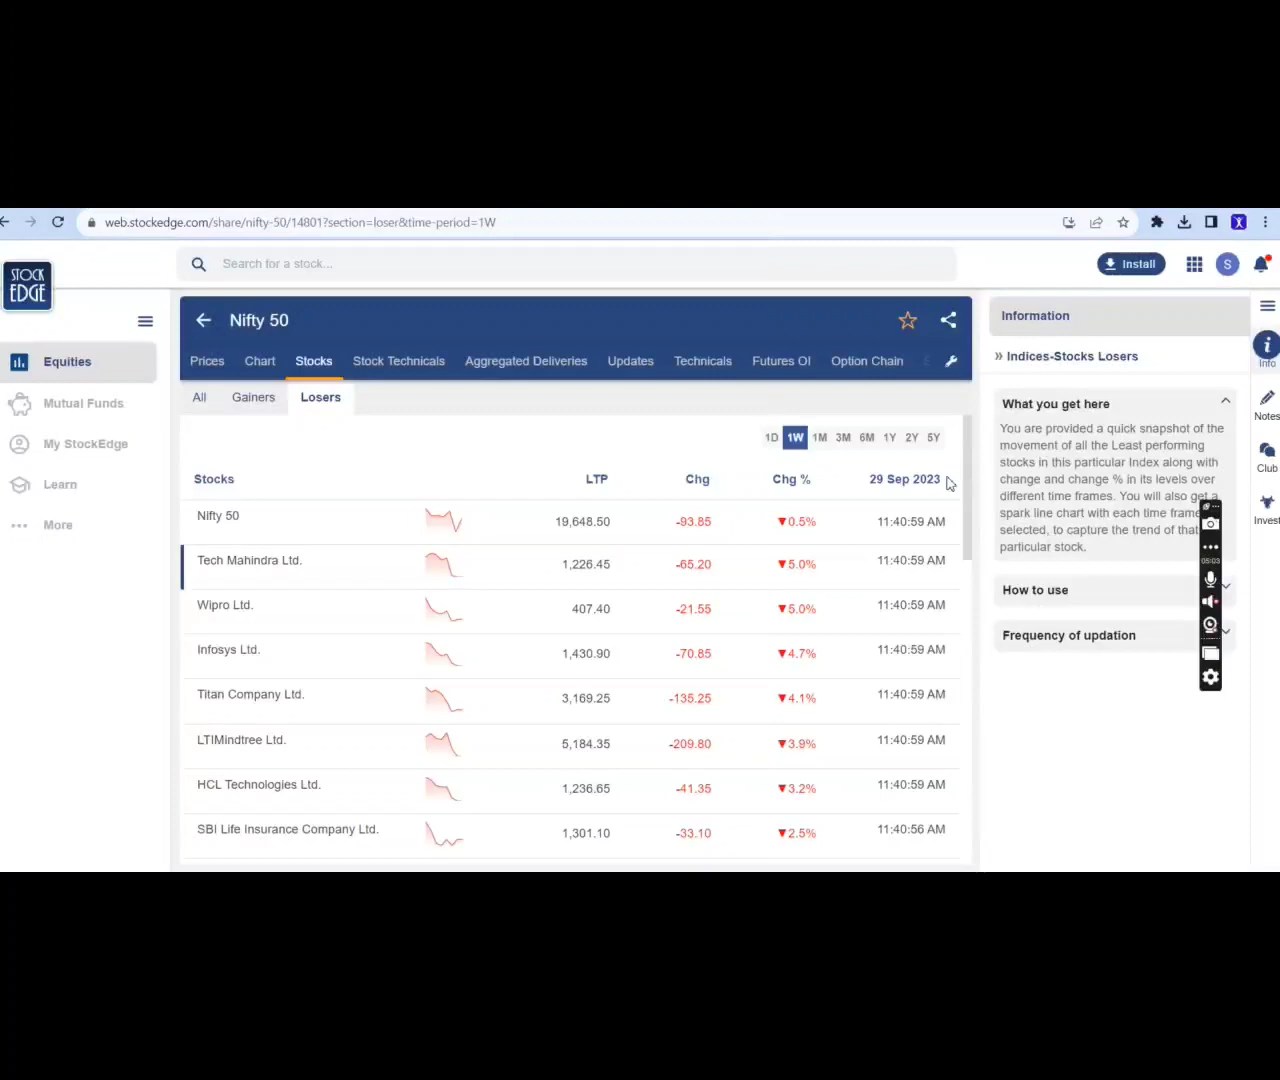 web.stockedge.com/share/nifty-50/14801?section=loser&time-period=1W
STOCK
EDGE
Search for a stock...
Install
S
Nifty 50
Prices Chart Stocks Stock Technicals Aggregated Deliveries Updates Technicals Futures OI Option Chain
All Gainers Losers
1D 1W 1M 3M 6M 1Y 2Y 5Y
Stocks LTP Chg Chg % 29 Sep 2023
Nifty 50 19,648.50 -93.85 ▼0.5% 11:40:59 AM
Tech Mahindra Ltd. 1,226.45 -65.20 ▼5.0% 11:40:59 AM
Wipro Ltd. 407.40 -21.55 ▼5.0% 11:40:59 AM
Infosys Ltd. 1,430.90 -70.85 ▼4.7% 11:40:59 AM
Titan Company Ltd. 3,169.25 -135.25 ▼4.1% 11:40:59 AM
LTIMindtree Ltd. 5,184.35 -209.80 ▼3.9% 11:40:59 AM
HCL Technologies Ltd. 1,236.65 -41.35 ▼3.2% 11:40:59 AM
SBI Life Insurance Company Ltd. 1,301.10 -33.10 ▼2.5% 11:40:56 AM
Equities
Mutual Funds
My StockEdge
Learn
More
Information
» Indices-Stocks Losers
What you get here
You are provided a quick snapshot of the
movement of all the Least performing
stocks in this particular Index along with
change and change % in its levels over
different time frames. You will also get a
spark line chart with each time frame
selected, to capture the trend of that
particular stock.
How to use
Frequency of updation
05:03
Info
Notes
Club
Invest